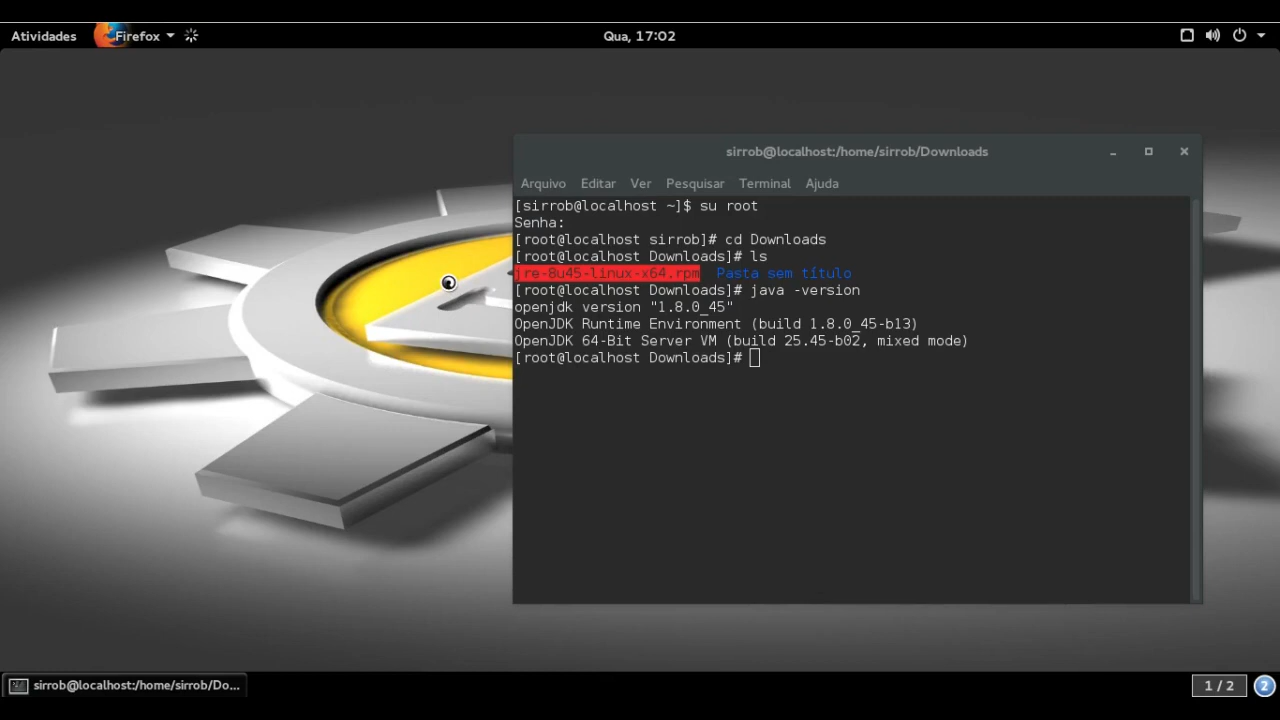 Atividades Firefox Qua, 17:02
sirrob@localhost:/home/sirrob/Downloads
Arquivo Editar Ver Pesquisar Terminal Ajuda
[sirrob@localhost ~]$ su root
Senha:
[root@localhost sirrob]# cd Downloads
[root@localhost Downloads]# ls
jre-8u45-linux-x64.rpm Pasta sem título
[root@localhost Downloads]# java -version
openjdk version "1.8.0_45"
OpenJDK Runtime Environment (build 1.8.0_45-b13)
OpenJDK 64-Bit Server VM (build 25.45-b02, mixed mode)
[root@localhost Downloads]#
sirrob@localhost:/home/sirrob/Do... 1 / 2 2